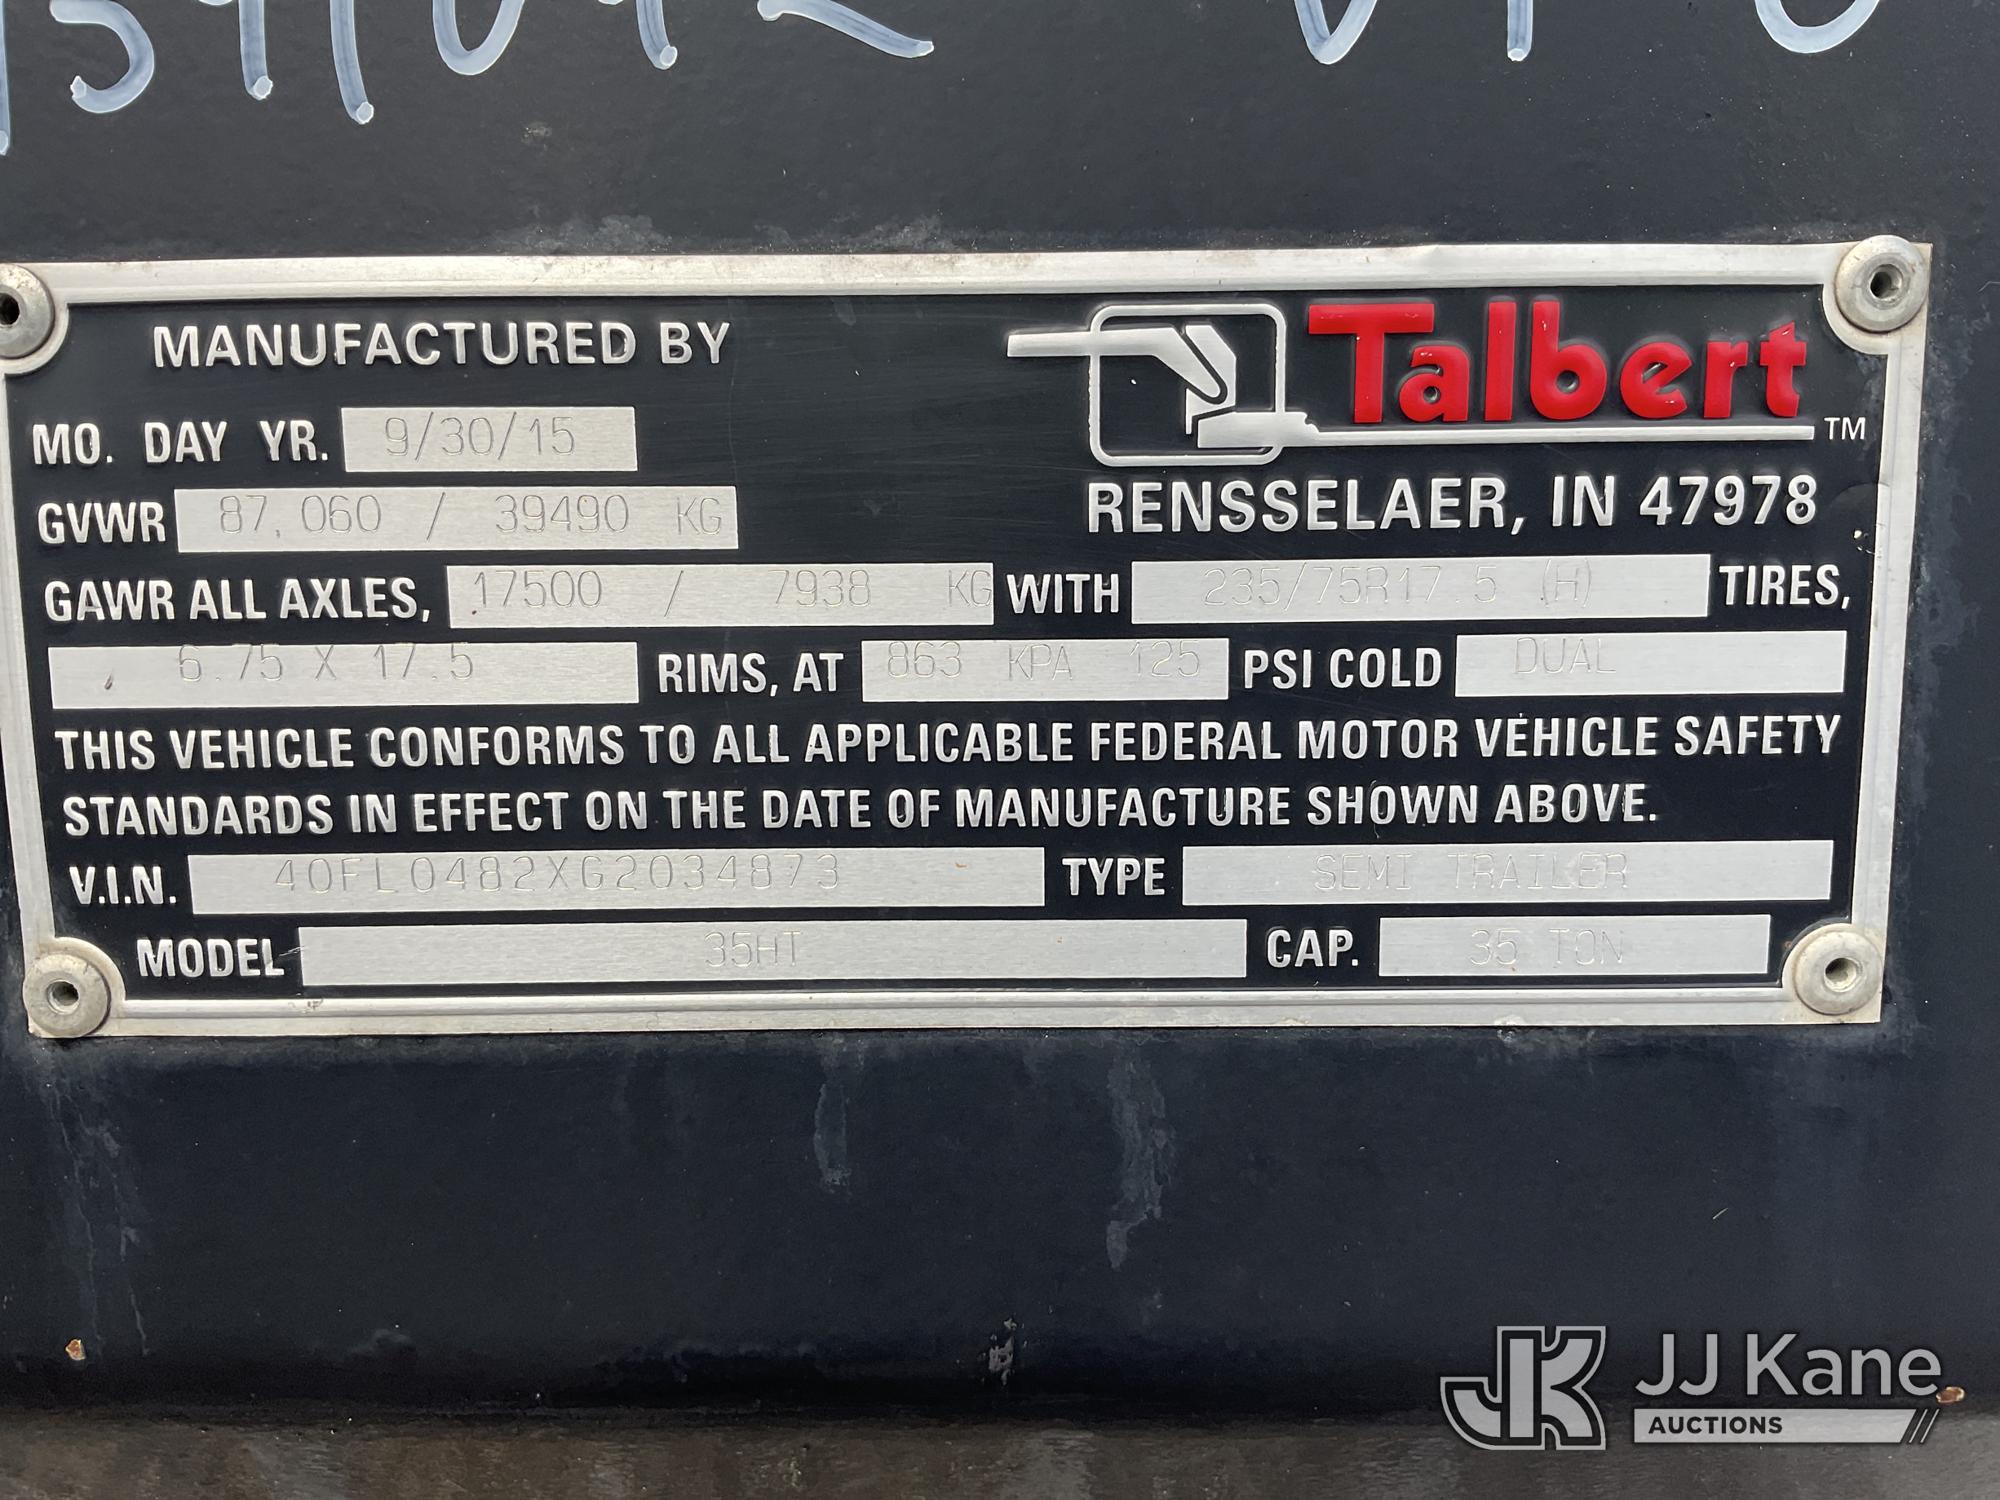 MANUFACTURED BY
Talbert™
RENSSELAER, IN 47978
MO. DAY YR. 9/30/15
GVWR 87,060 / 39490 KG
GAWR ALL AXLES, 17500 / 7938 KG WITH 235/75R17.5 (H) TIRES,
6.75 X 17.5 RIMS, AT 863 KPA 125 PSI COLD DUAL
THIS VEHICLE CONFORMS TO ALL APPLICABLE FEDERAL MOTOR VEHICLE SAFETY
STANDARDS IN EFFECT ON THE DATE OF MANUFACTURE SHOWN ABOVE.
V.I.N. 40FL0482XG2034873 TYPE SEMI TRAILER
MODEL 35HT CAP. 35 TON
JK JJ Kane
AUCTIONS